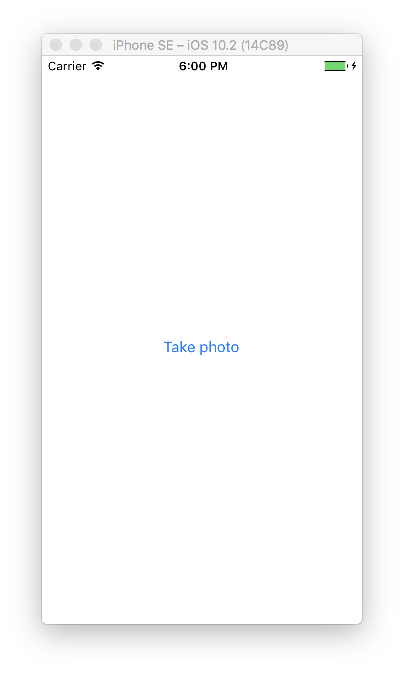 iPhone SE – iOS 10.2 (14C89)
Carrier 6:00 PM
Take photo